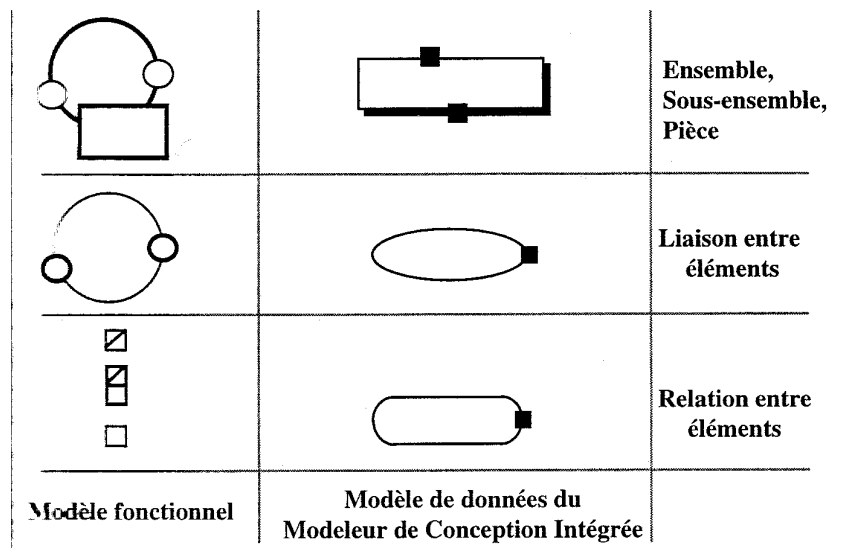 Ensemble,
Sous-ensemble,
Pièce
Liaison entre
éléments
Relation entre
éléments
Modèle fonctionnel
Modèle de données du
Modeleur de Conception Intégrée